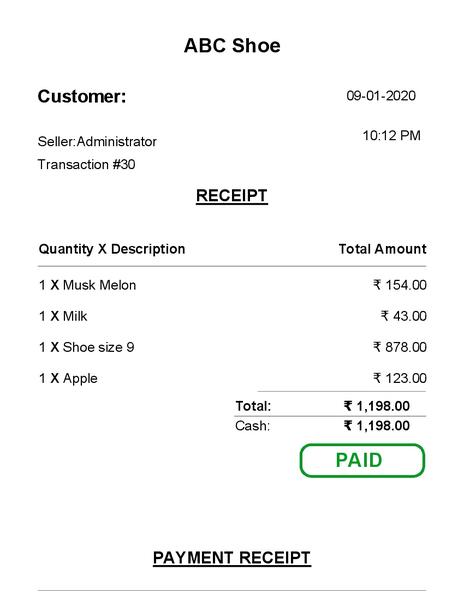 ABC Shoe
Customer:
09-01-2020
Seller:Administrator
10:12 PM
Transaction #30
RECEIPT
Quantity X Description Total Amount
1 X Musk Melon ₹ 154.00
1 X Milk ₹ 43.00
1 X Shoe size 9 ₹ 878.00
1 X Apple ₹ 123.00
Total: ₹ 1,198.00
Cash: ₹ 1,198.00
PAID
PAYMENT RECEIPT